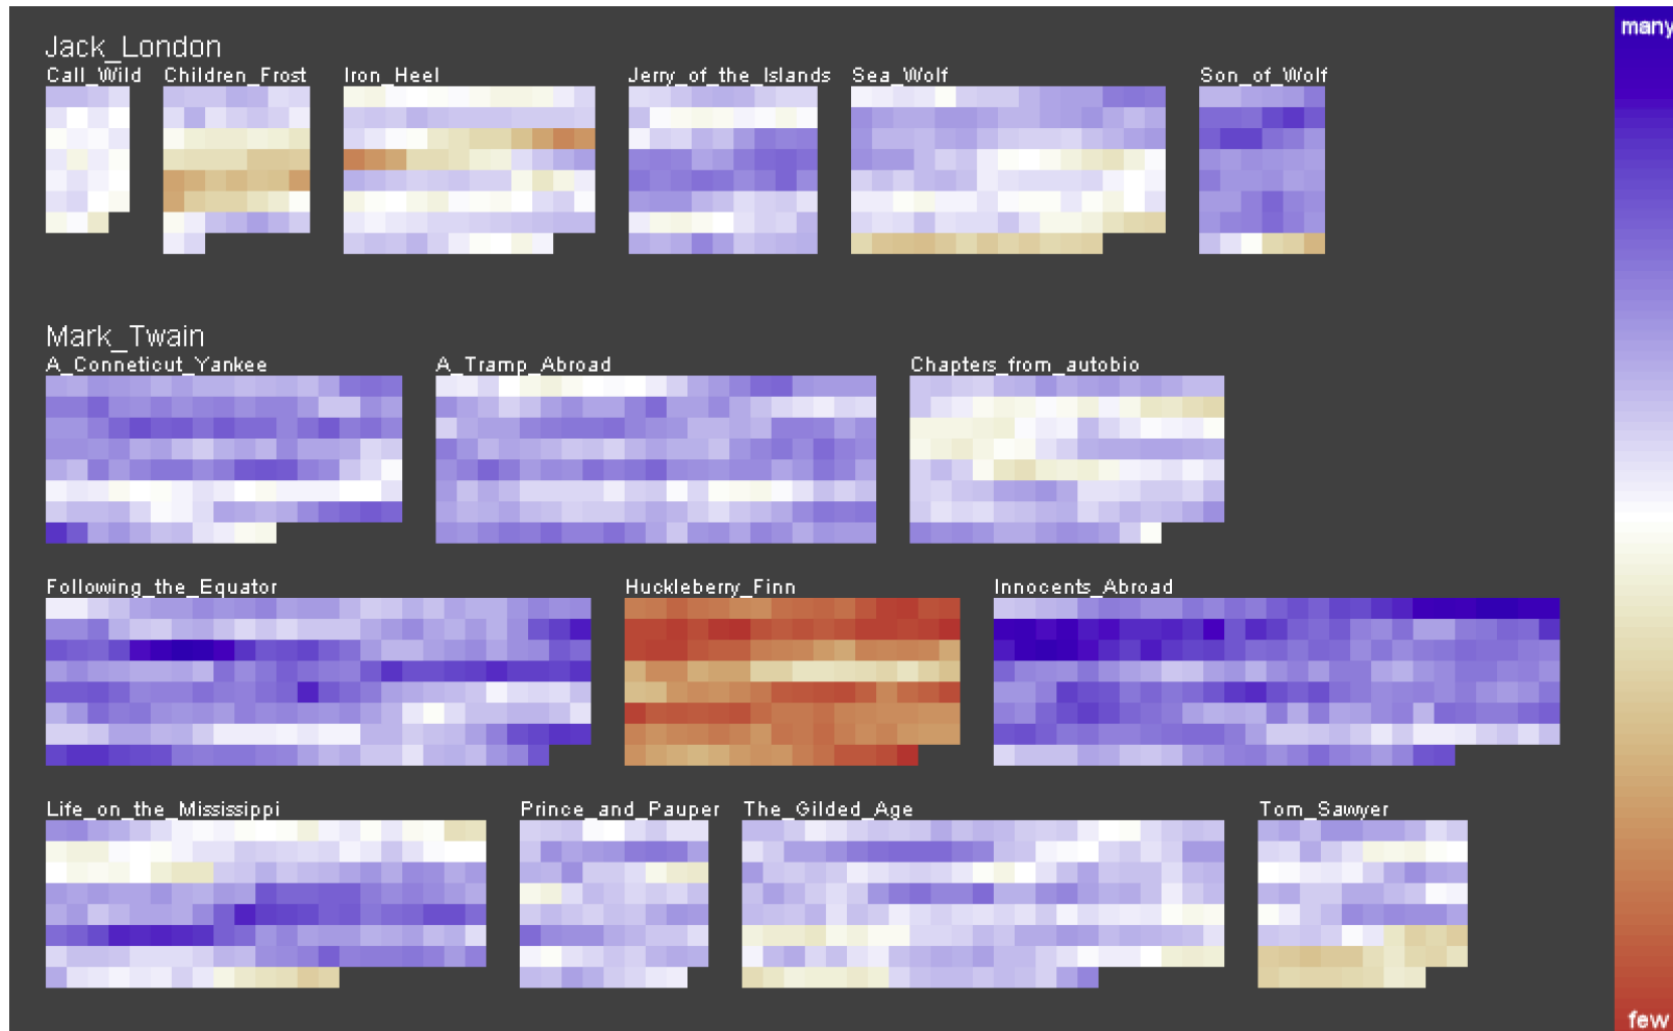 many
Jack_London
Call_Wild Children_Frost Iron_Heel Jerry_of_the_Islands Sea_Wolf Son_of_Wolf
Mark_Twain
A_Conneticut_Yankee A_Tramp_Abroad Chapters_from_autobio
Following_the_Equator Huckleberry_Finn Innocents_Abroad
Life_on_the_Mississippi Prince_and_Pauper The_Gilded_Age Tom_Sawyer
few